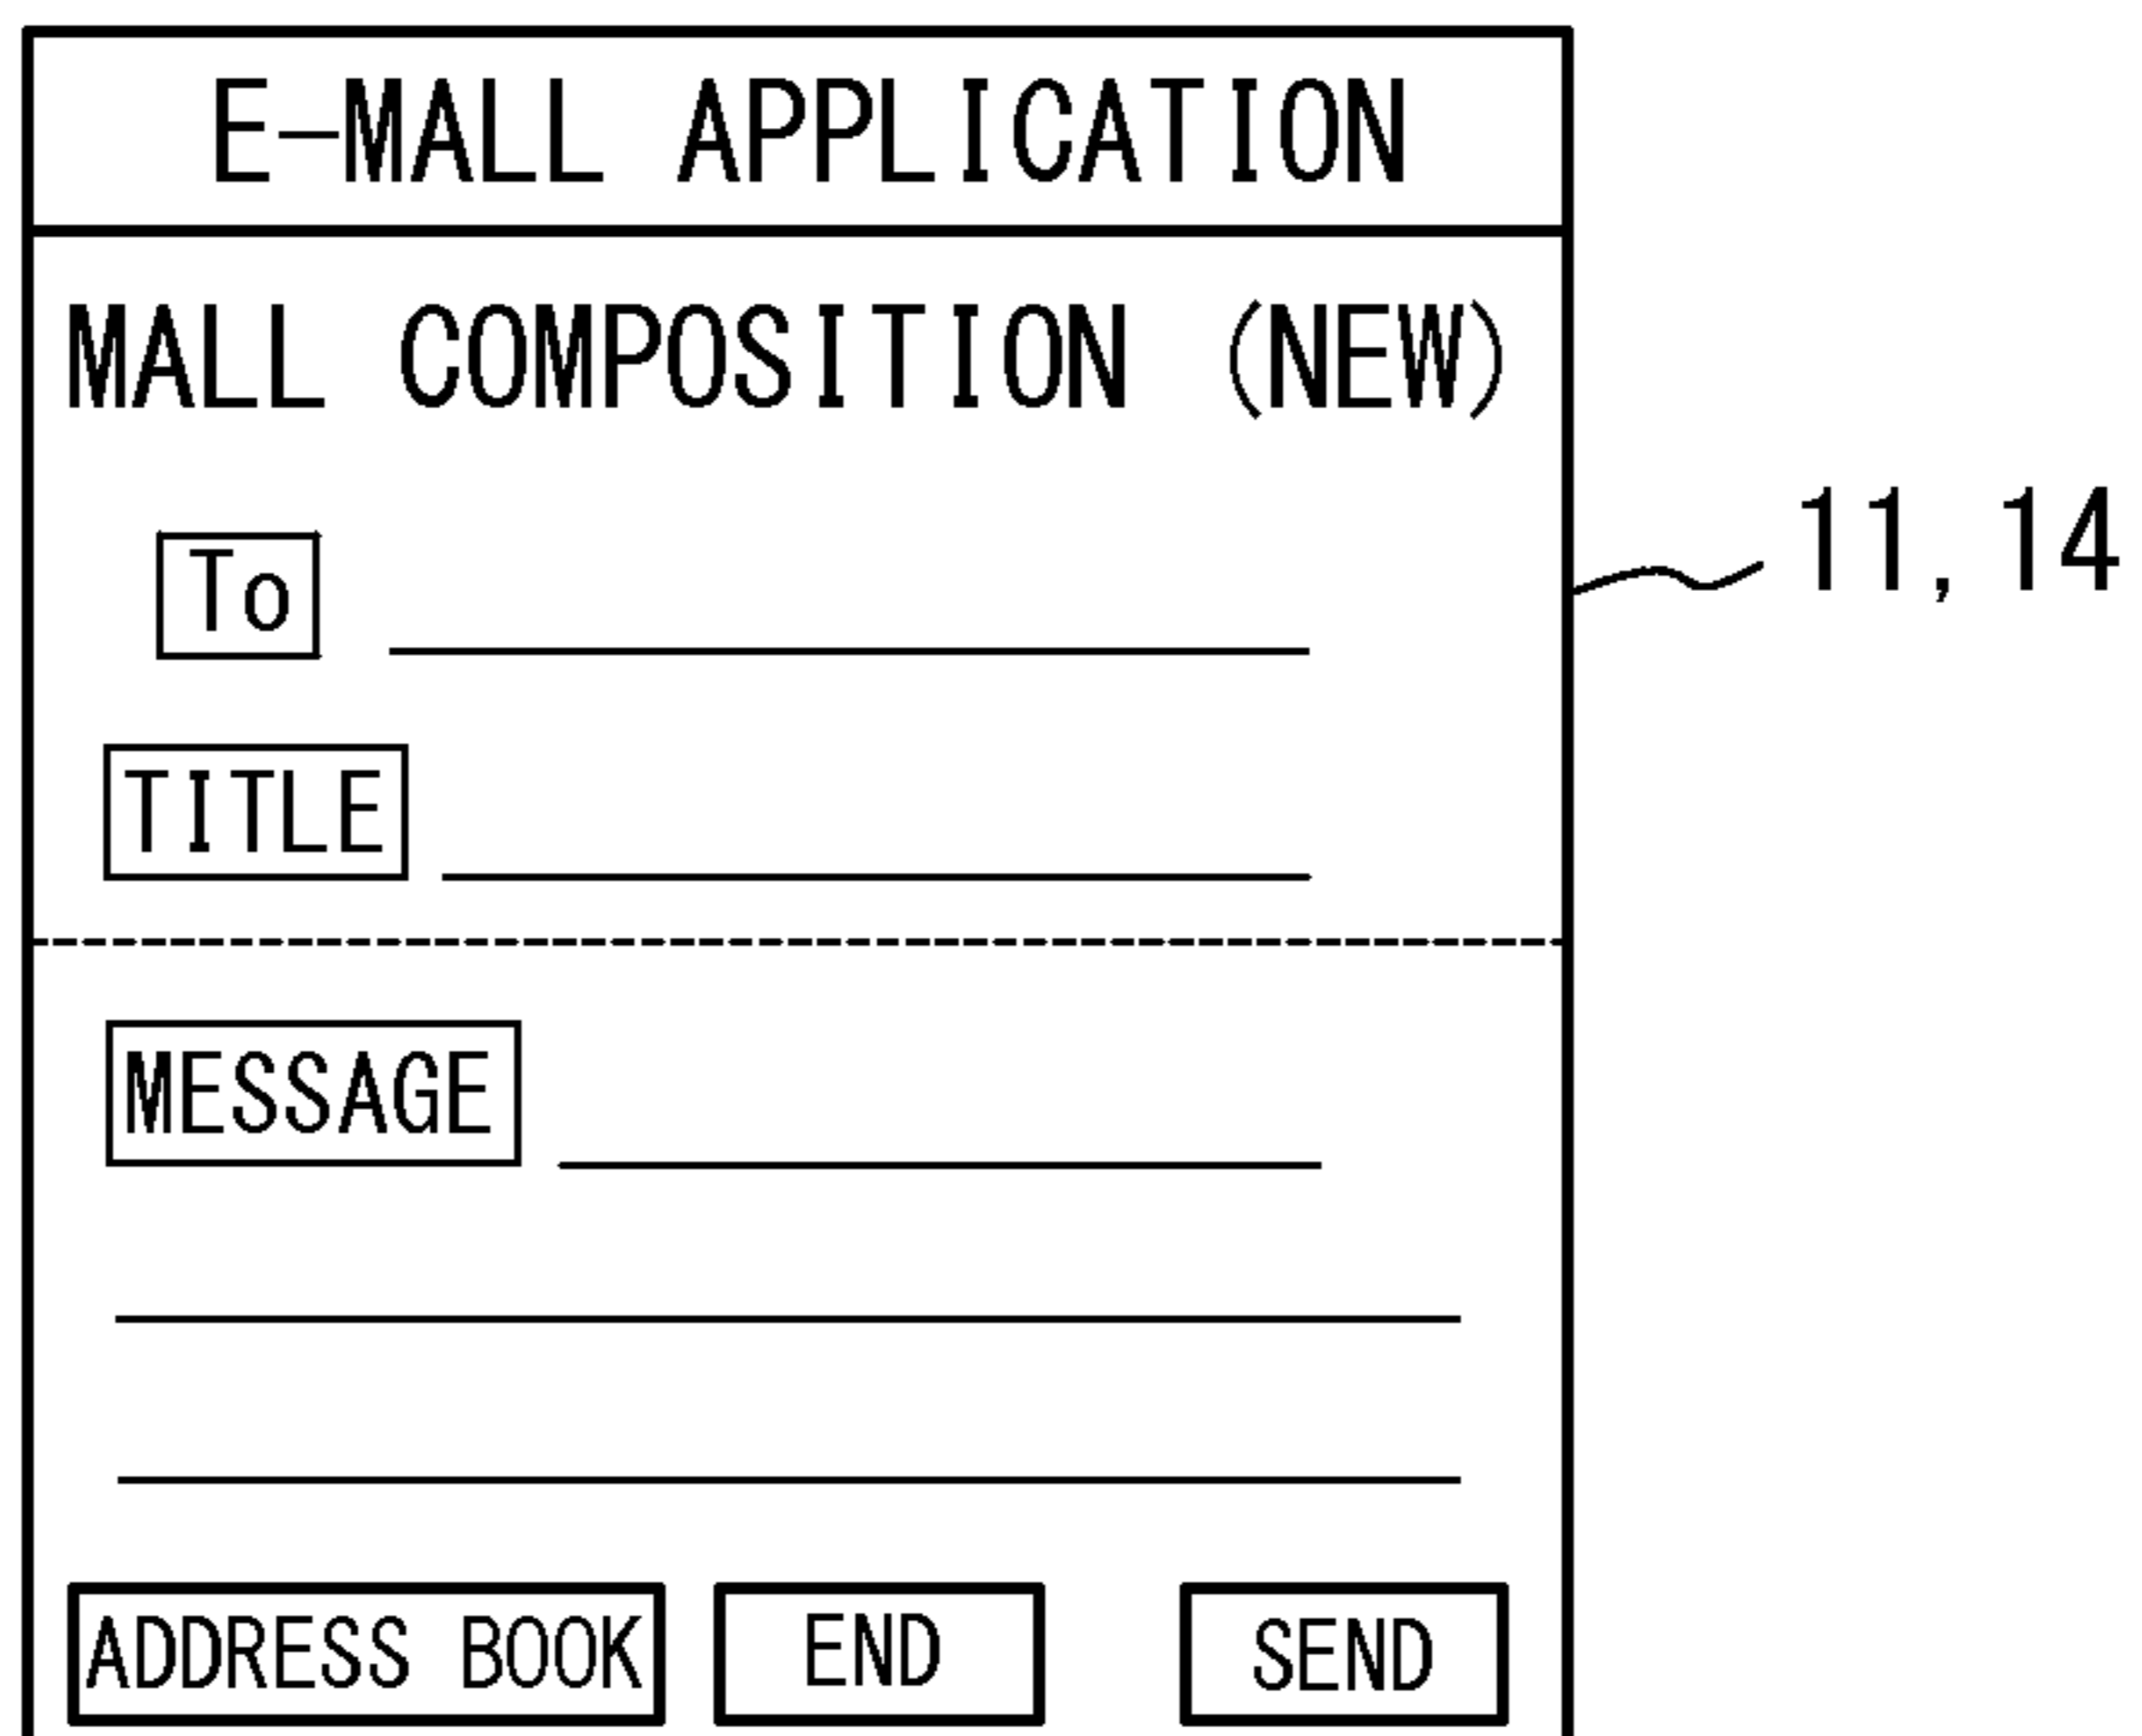 E-MALL APPLICATION
MALL COMPOSITION (NEW)
To
11, 14
TITLE
MESSAGE
ADDRESS BOOK END SEND